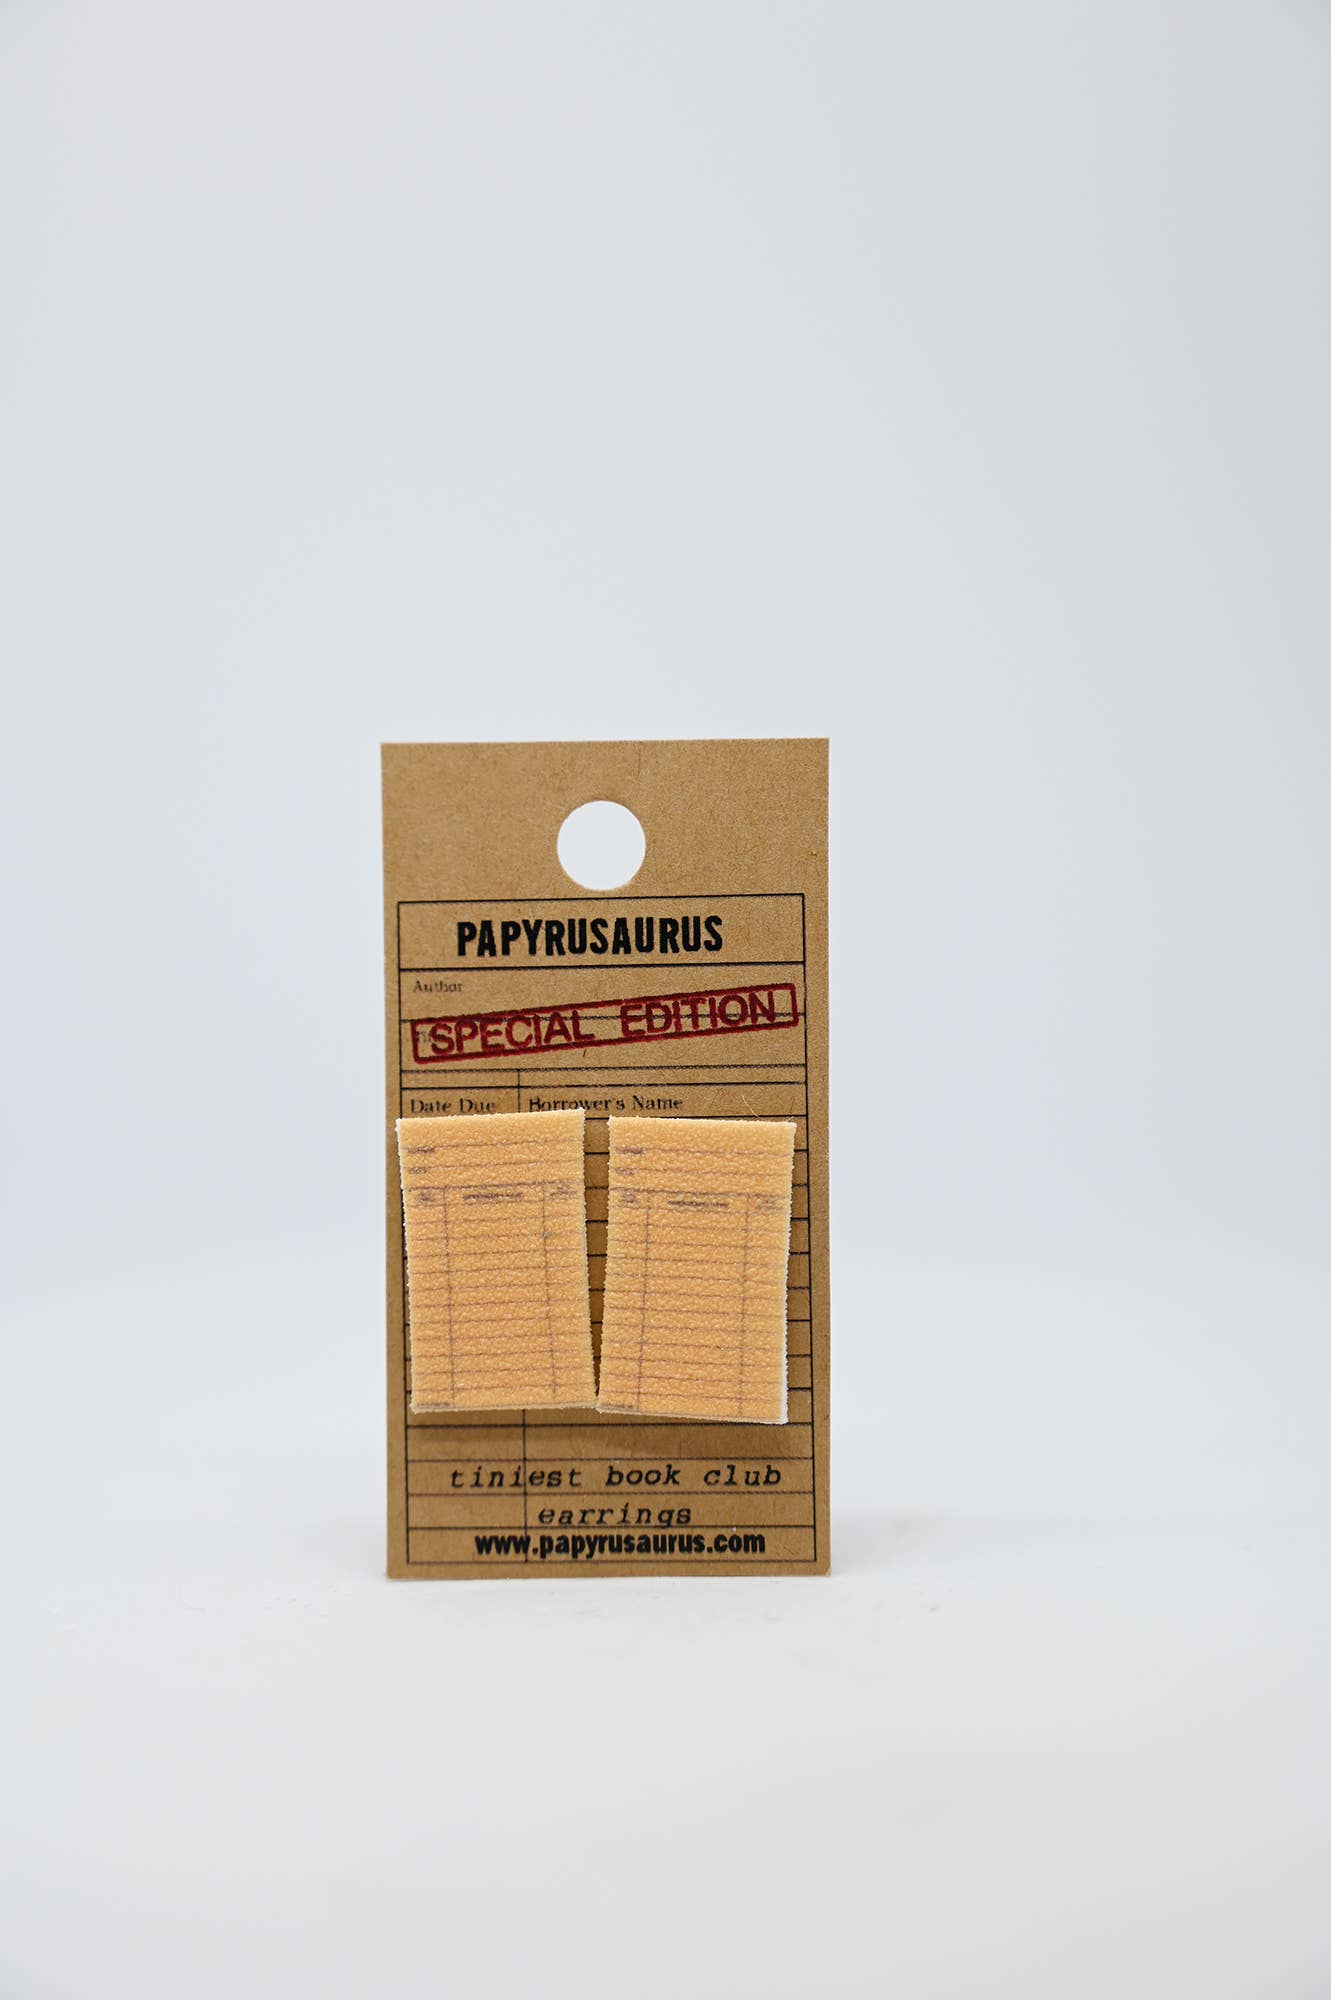 PAPYRUSAURUS
Author
SPECIAL EDITION
Date Due
Borrower's Name
tiniest book club
earrings
www.papyrusaurus.com